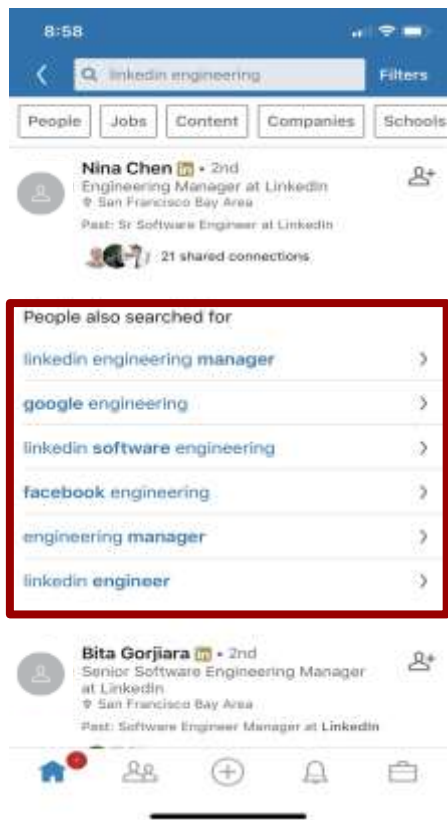 8:58
linkedin engineering
Filters
People Jobs Content Companies Schools
Nina Chen in • 2nd
Engineering Manager at LinkedIn
San Francisco Bay Area
Past: Sr Software Engineer at LinkedIn
21 shared connections
People also searched for
linkedin engineering manager
google engineering
linkedin software engineering
facebook engineering
engineering manager
linkedin engineer
Bita Gorjiara in • 2nd
Senior Software Engineering Manager
at LinkedIn
San Francisco Bay Area
Past: Software Engineer Manager at LinkedIn